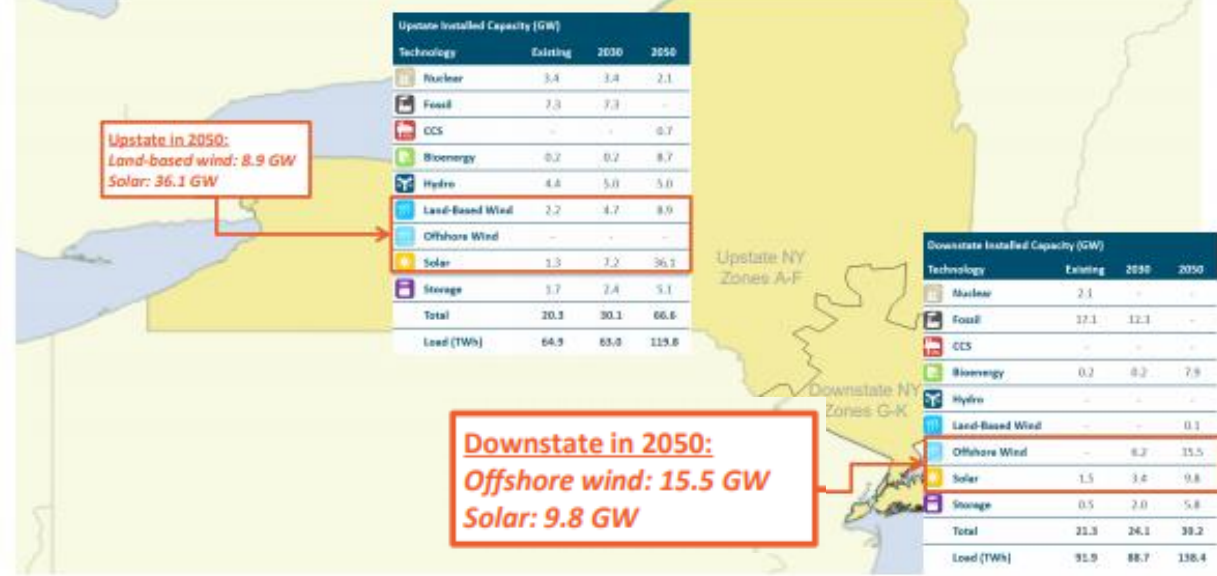 Upstate Installed Capacity (GW)
Technology Existing 2030 2050
Nuclear 3.4 3.4 2.1
Fossil 7.3 7.3 -
CCS - - 0.7
Bioenergy 0.2 0.2 8.7
Hydro 4.4 5.0 5.0
Land-Based Wind 2.2 4.7 8.9
Offshore Wind - - -
Solar 1.3 7.2 36.1
Storage 1.7 2.4 5.1
Total 20.3 30.1 66.6
Load (TWh) 64.9 63.0 119.8
Upstate in 2050:
Land-based wind: 8.9 GW
Solar: 36.1 GW
Upstate NY
Zones A-F
Downstate NY
Zones G-K
Downstate in 2050:
Offshore wind: 15.5 GW
Solar: 9.8 GW
Downstate Installed Capacity (GW)
Technology Existing 2030 2050
Nuclear 2.1 - -
Fossil 17.1 12.3 -
CCS - - -
Bioenergy 0.2 0.2 7.9
Hydro - - -
Land-Based Wind - - 0.1
Offshore Wind - 6.2 15.5
Solar 1.5 3.4 9.8
Storage 0.5 2.0 5.8
Total 21.3 24.1 39.2
Load (TWh) 91.9 88.7 138.4